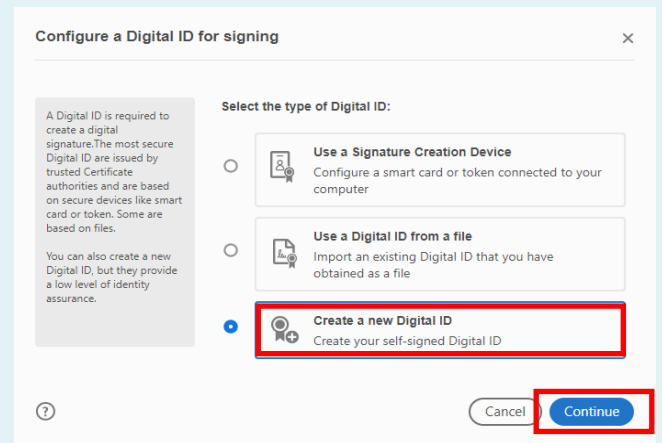 Configure a Digital ID for signing
A Digital ID is required to
create a digital
signature.The most secure
Digital ID are issued by
trusted Certificate
authorities and are based
on secure devices like smart
card or token. Some are
based on files.
You can also create a new
Digital ID, but they provide
a low level of identity
assurance.
Select the type of Digital ID:
Use a Signature Creation Device
Configure a smart card or token connected to your
computer
Use a Digital ID from a file
Import an existing Digital ID that you have
obtained as a file
Create a new Digital ID
Create your self-signed Digital ID
?
Cancel
Continue